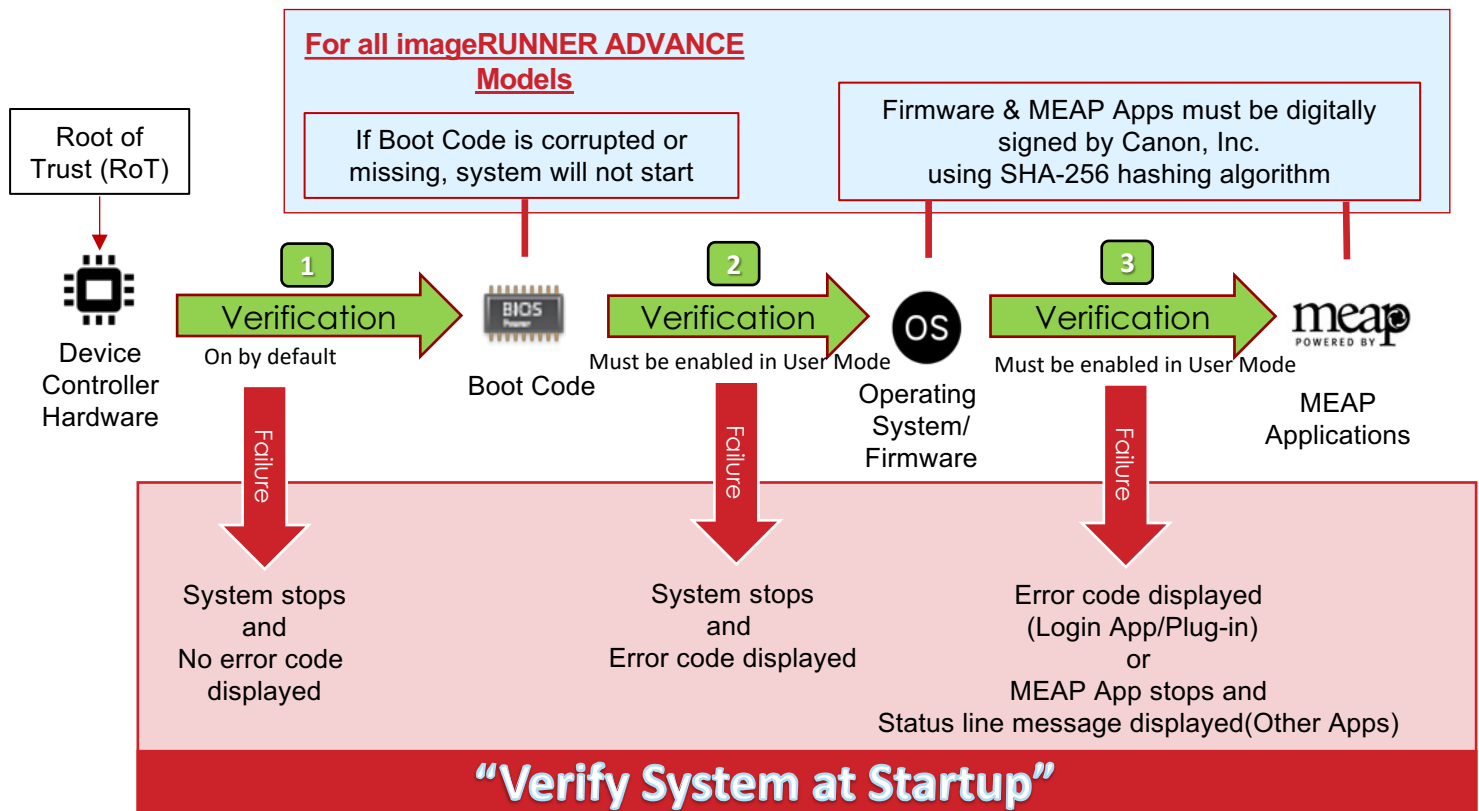 For all imageRUNNER ADVANCE
Models
Root of
Trust (RoT)
If Boot Code is corrupted or
missing, system will not start
Firmware & MEAP Apps must be digitally
signed by Canon, Inc.
using SHA-256 hashing algorithm
1
2
3
Verification
On by default
BIOS
Power
Verification
Must be enabled in User Mode
OS
Verification
Must be enabled in User Mode
meap
POWERED BY
Device
Controller
Hardware
Boot Code
Operating
System/
Firmware
MEAP
Applications
Failure
Failure
Failure
System stops
and
No error code
displayed
System stops
and
Error code displayed
Error code displayed
(Login App/Plug-in)
or
MEAP App stops and
Status line message displayed(Other Apps)
“Verify System at Startup”